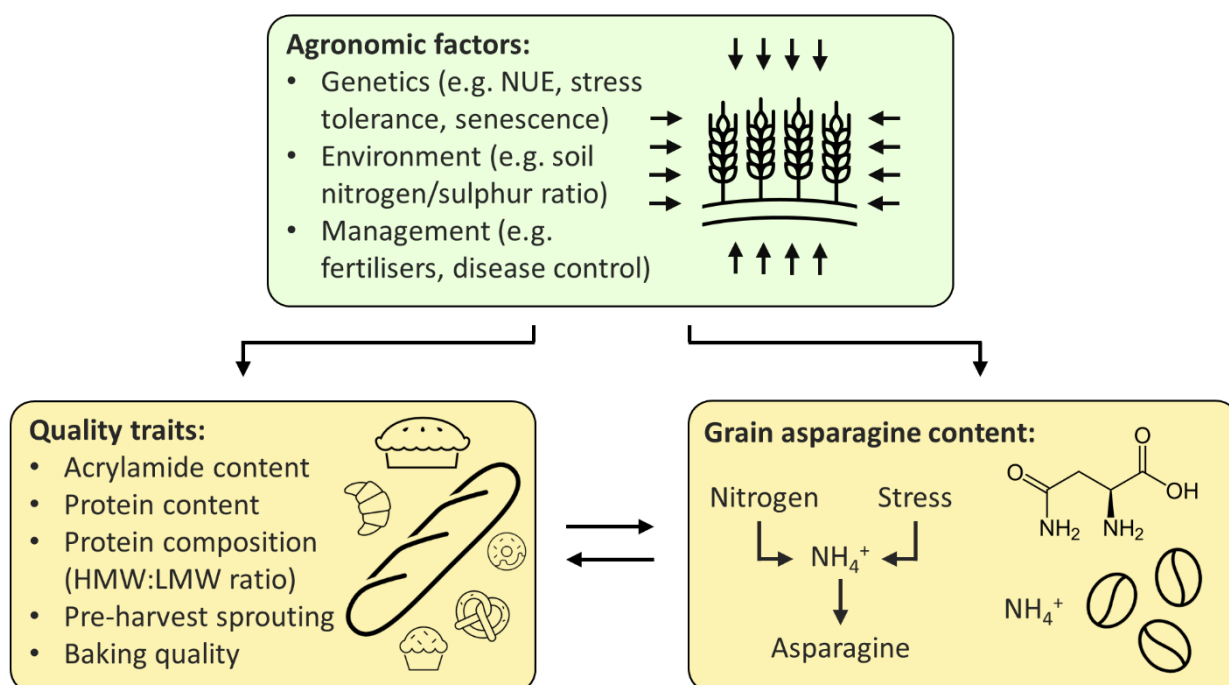 Agronomic factors:
• Genetics (e.g. NUE, stress
tolerance, senescence)
• Environment (e.g. soil
nitrogen/sulphur ratio)
• Management (e.g.
fertilisers, disease control)
Quality traits:
• Acrylamide content
• Protein content
• Protein composition
(HMW:LMW ratio)
• Pre-harvest sprouting
• Baking quality
Grain asparagine content:
Nitrogen Stress
NH₄⁺
Asparagine
O
O
OH
NH₂ NH₂
NH₄⁺